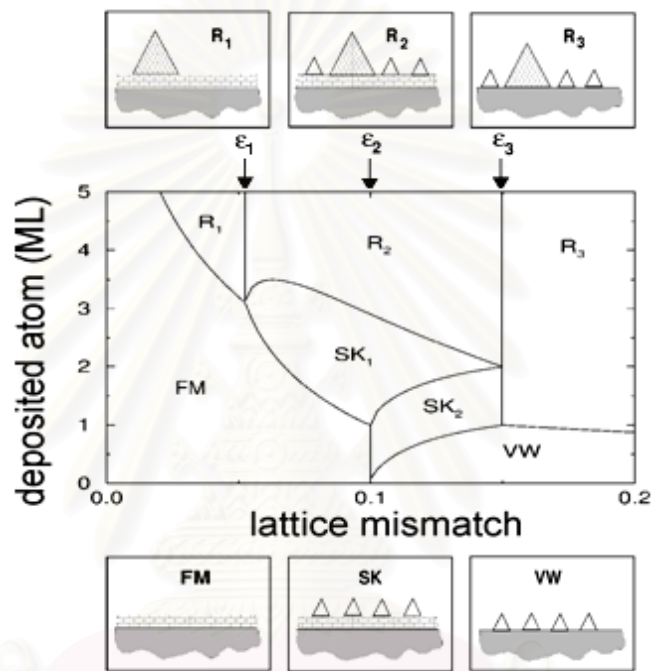 R₁
R₂
R₃
ε₁
ε₂
ε₃
5
4
3
2
1
0
deposited atom (ML)
R₁
R₂
R₃
SK₁
FM
SK₂
VW
0.0
0.1
0.2
lattice mismatch
FM
SK
VW